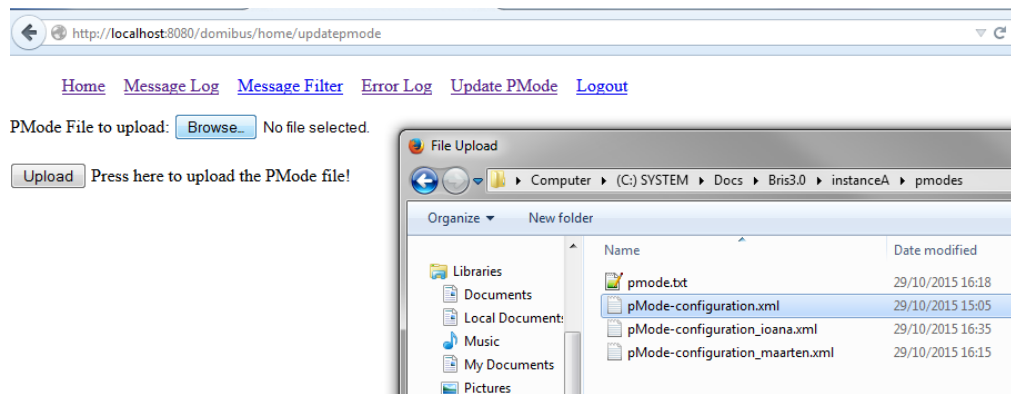 http://localhost:8080/domibus/home/updatepmode
Home Message Log Message Filter Error Log Update PMode Logout
PMode File to upload: Browse... No file selected.
Upload Press here to upload the PMode file!
File Upload
Computer (C:) SYSTEM Docs Bris3.0 instanceA pmodes
Organize New folder
Name Date modified
Libraries
Documents
Local Documents
Music
My Documents
Pictures
pmode.txt 29/10/2015 16:18
pMode-configuration.xml 29/10/2015 15:05
pMode-configuration_ioana.xml 29/10/2015 16:35
pMode-configuration_maarten.xml 29/10/2015 16:15